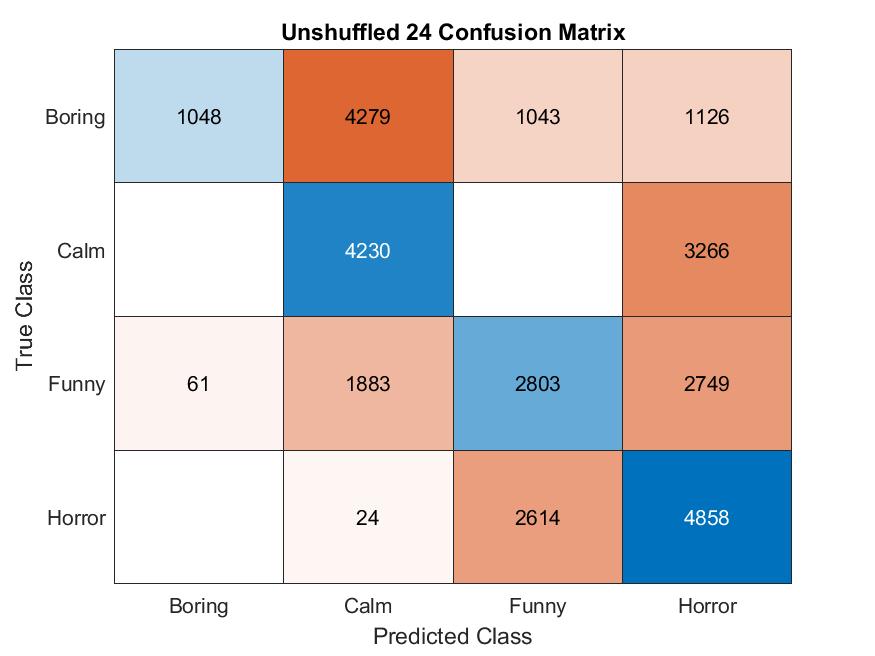 Unshuffled 24 Confusion Matrix
Boring 1048 4279 1043 1126
Calm 4230 3266
True Class
Funny 61 1883 2803 2749
Horror 24 2614 4858
Boring Calm Funny Horror
Predicted Class